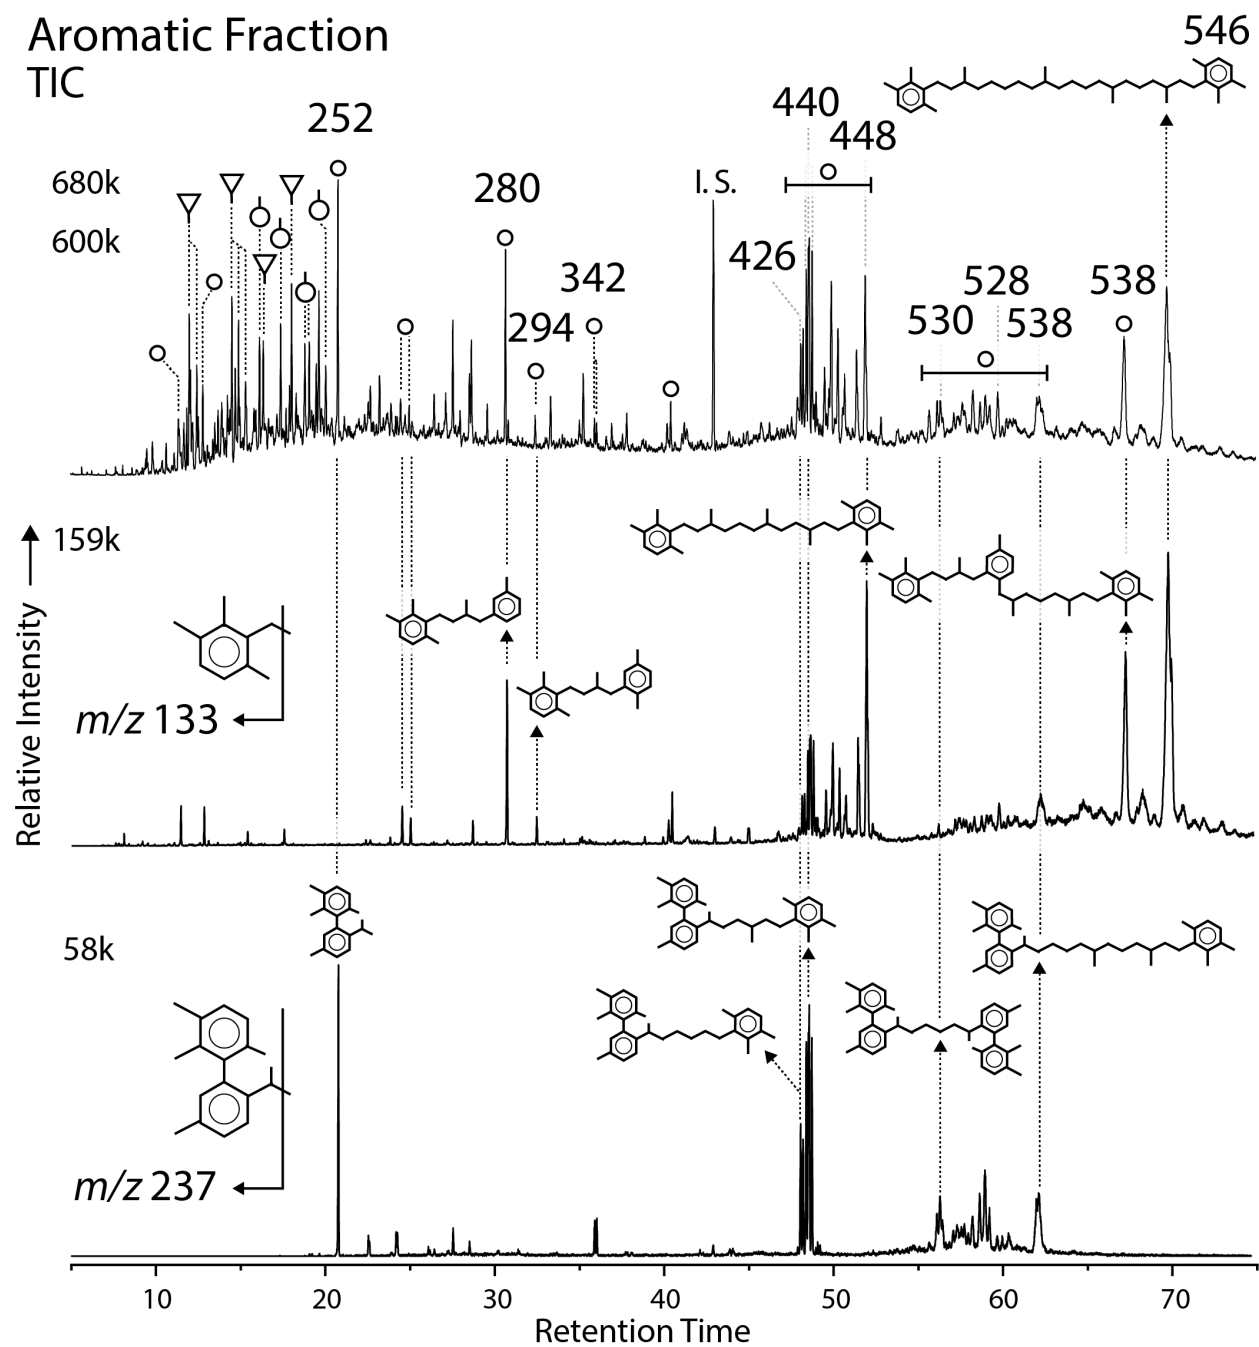 Aromatic Fraction
TIC
546
252
440
448
680k
280
I. S.
600k
426
342
528
538
294
530
538
159k
m/z 133
58k
m/z 237
Relative Intensity
10 20 30 40 50 60 70
Retention Time